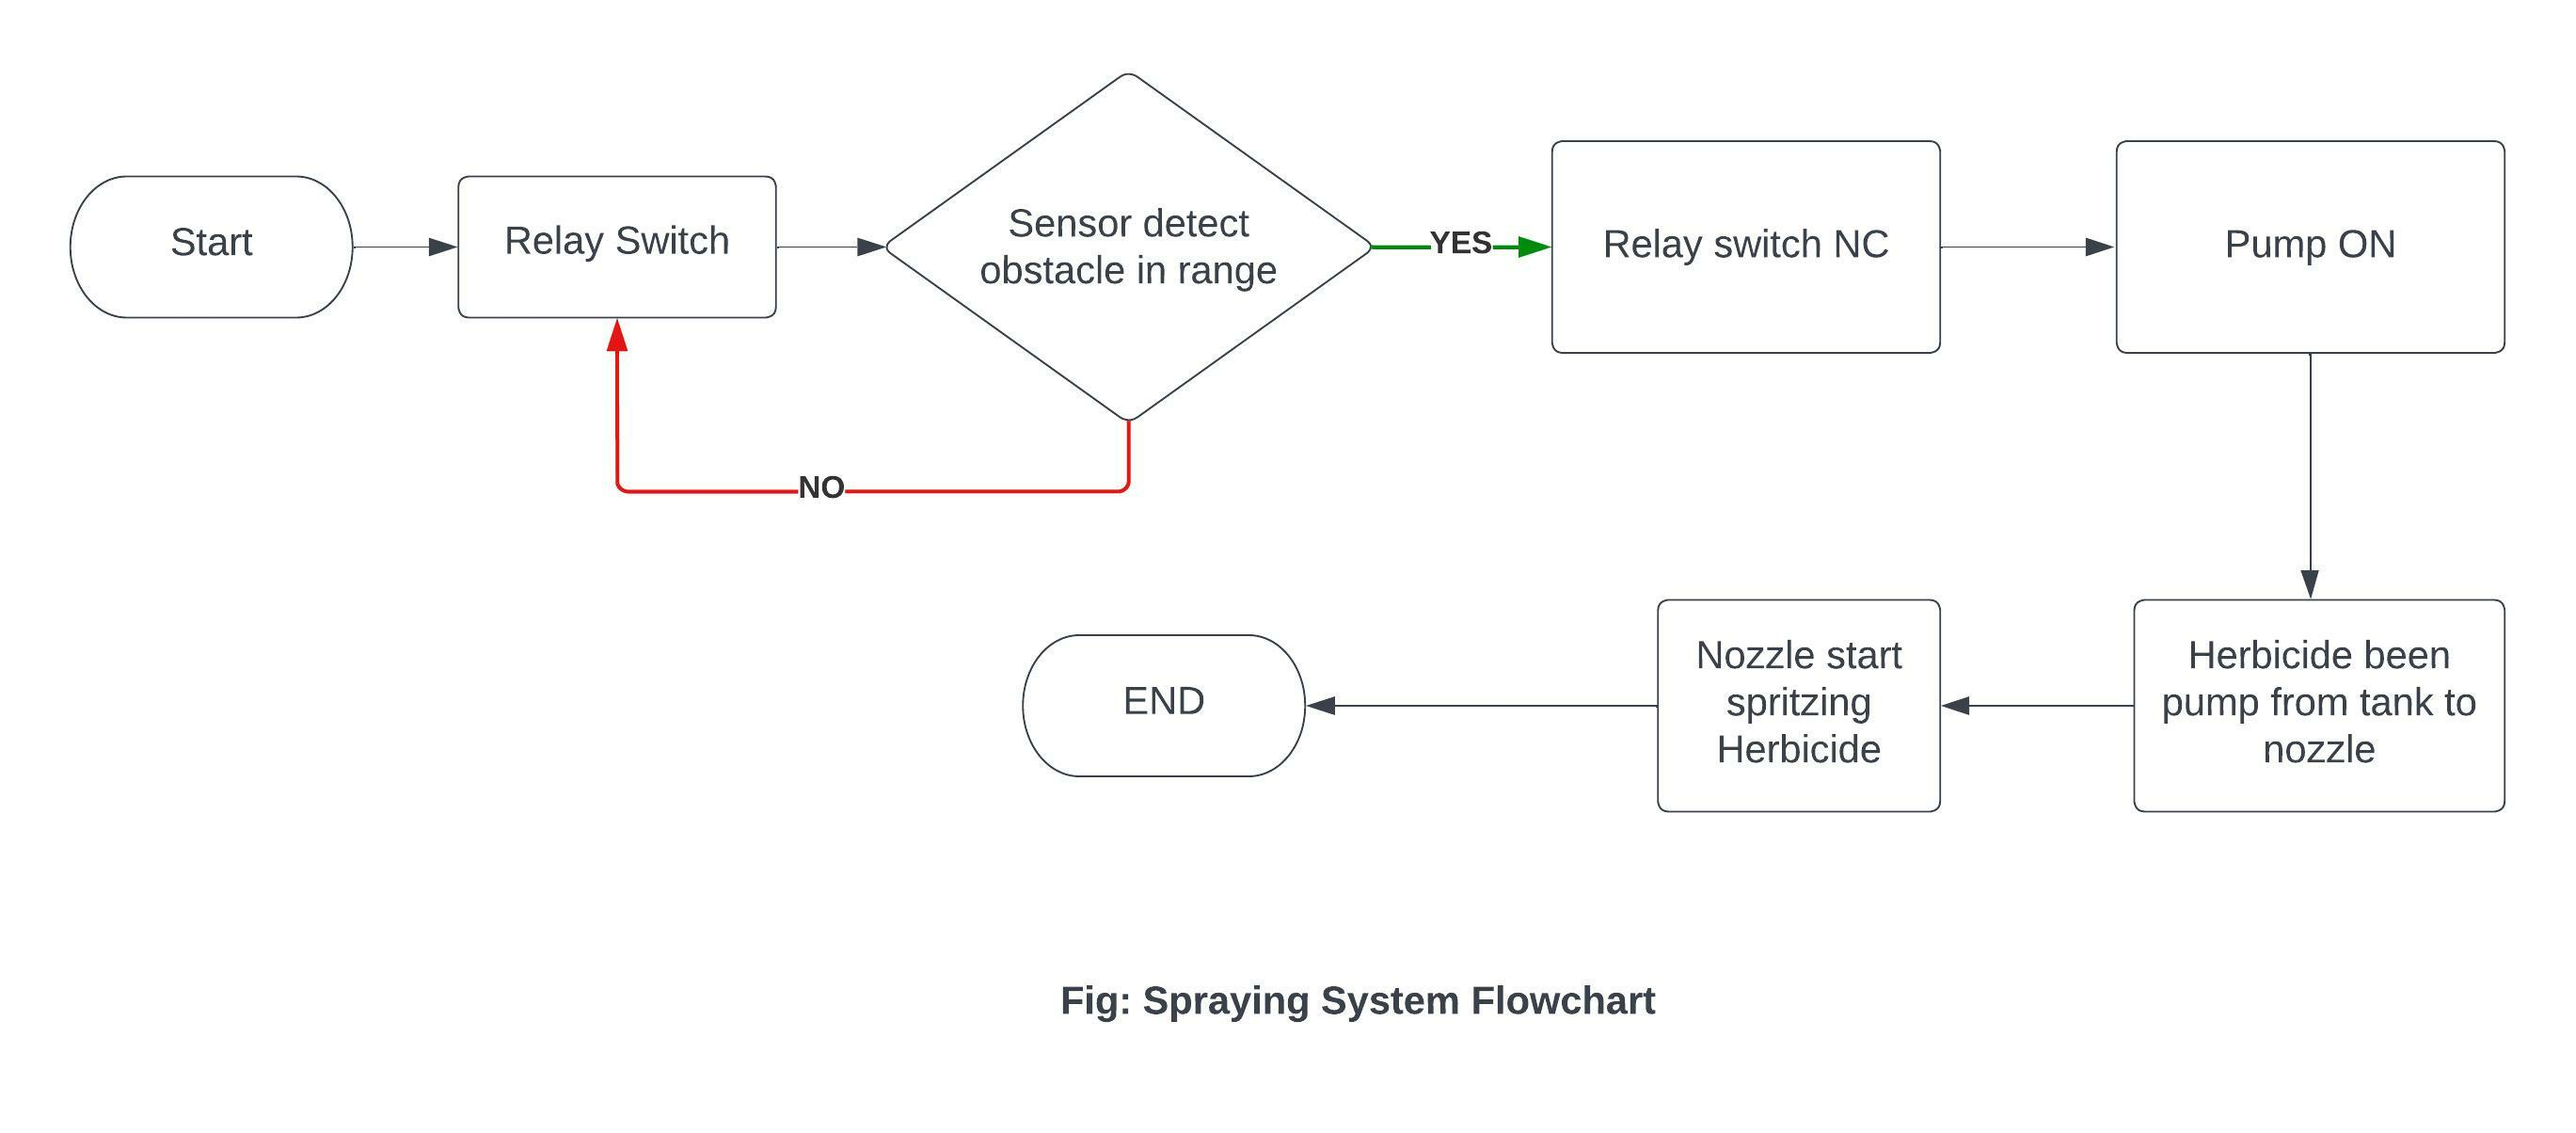 Start
Relay Switch
Sensor detect
obstacle in range
YES
Relay switch NC
Pump ON
NO
Herbicide been
pump from tank to
nozzle
Nozzle start
spritzing
Herbicide
END
Fig: Spraying System Flowchart